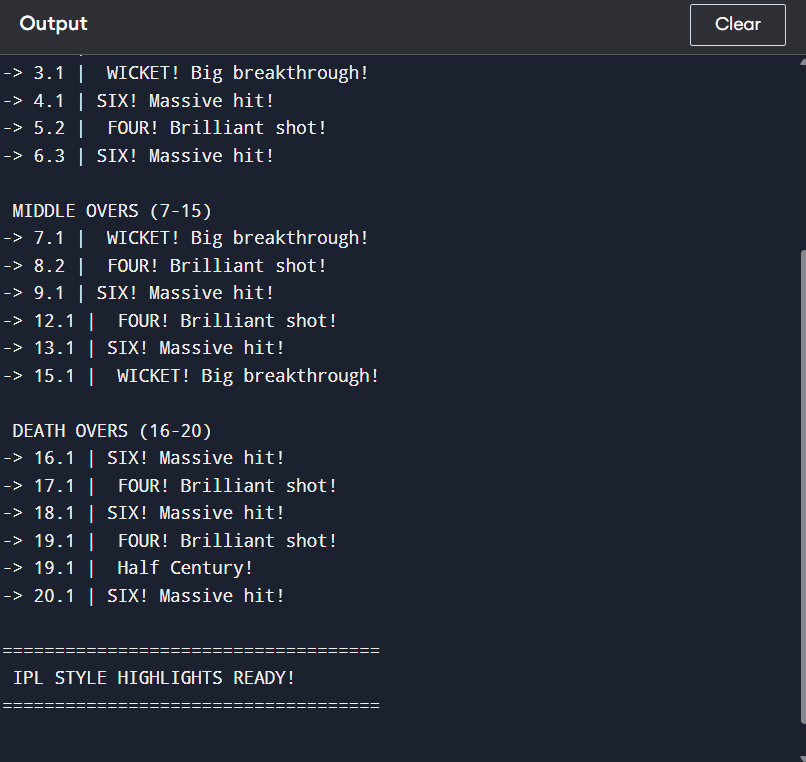 Output
Clear
-> 3.1 |  WICKET! Big breakthrough!
-> 4.1 | SIX! Massive hit!
-> 5.2 |  FOUR! Brilliant shot!
-> 6.3 | SIX! Massive hit!
MIDDLE OVERS (7-15)
-> 7.1 |  WICKET! Big breakthrough!
-> 8.2 |  FOUR! Brilliant shot!
-> 9.1 | SIX! Massive hit!
-> 12.1 |  FOUR! Brilliant shot!
-> 13.1 | SIX! Massive hit!
-> 15.1 |  WICKET! Big breakthrough!
DEATH OVERS (16-20)
-> 16.1 | SIX! Massive hit!
-> 17.1 |  FOUR! Brilliant shot!
-> 18.1 | SIX! Massive hit!
-> 19.1 |  FOUR! Brilliant shot!
-> 19.1 |  Half Century!
-> 20.1 | SIX! Massive hit!
====================================
IPL STYLE HIGHLIGHTS READY!
====================================